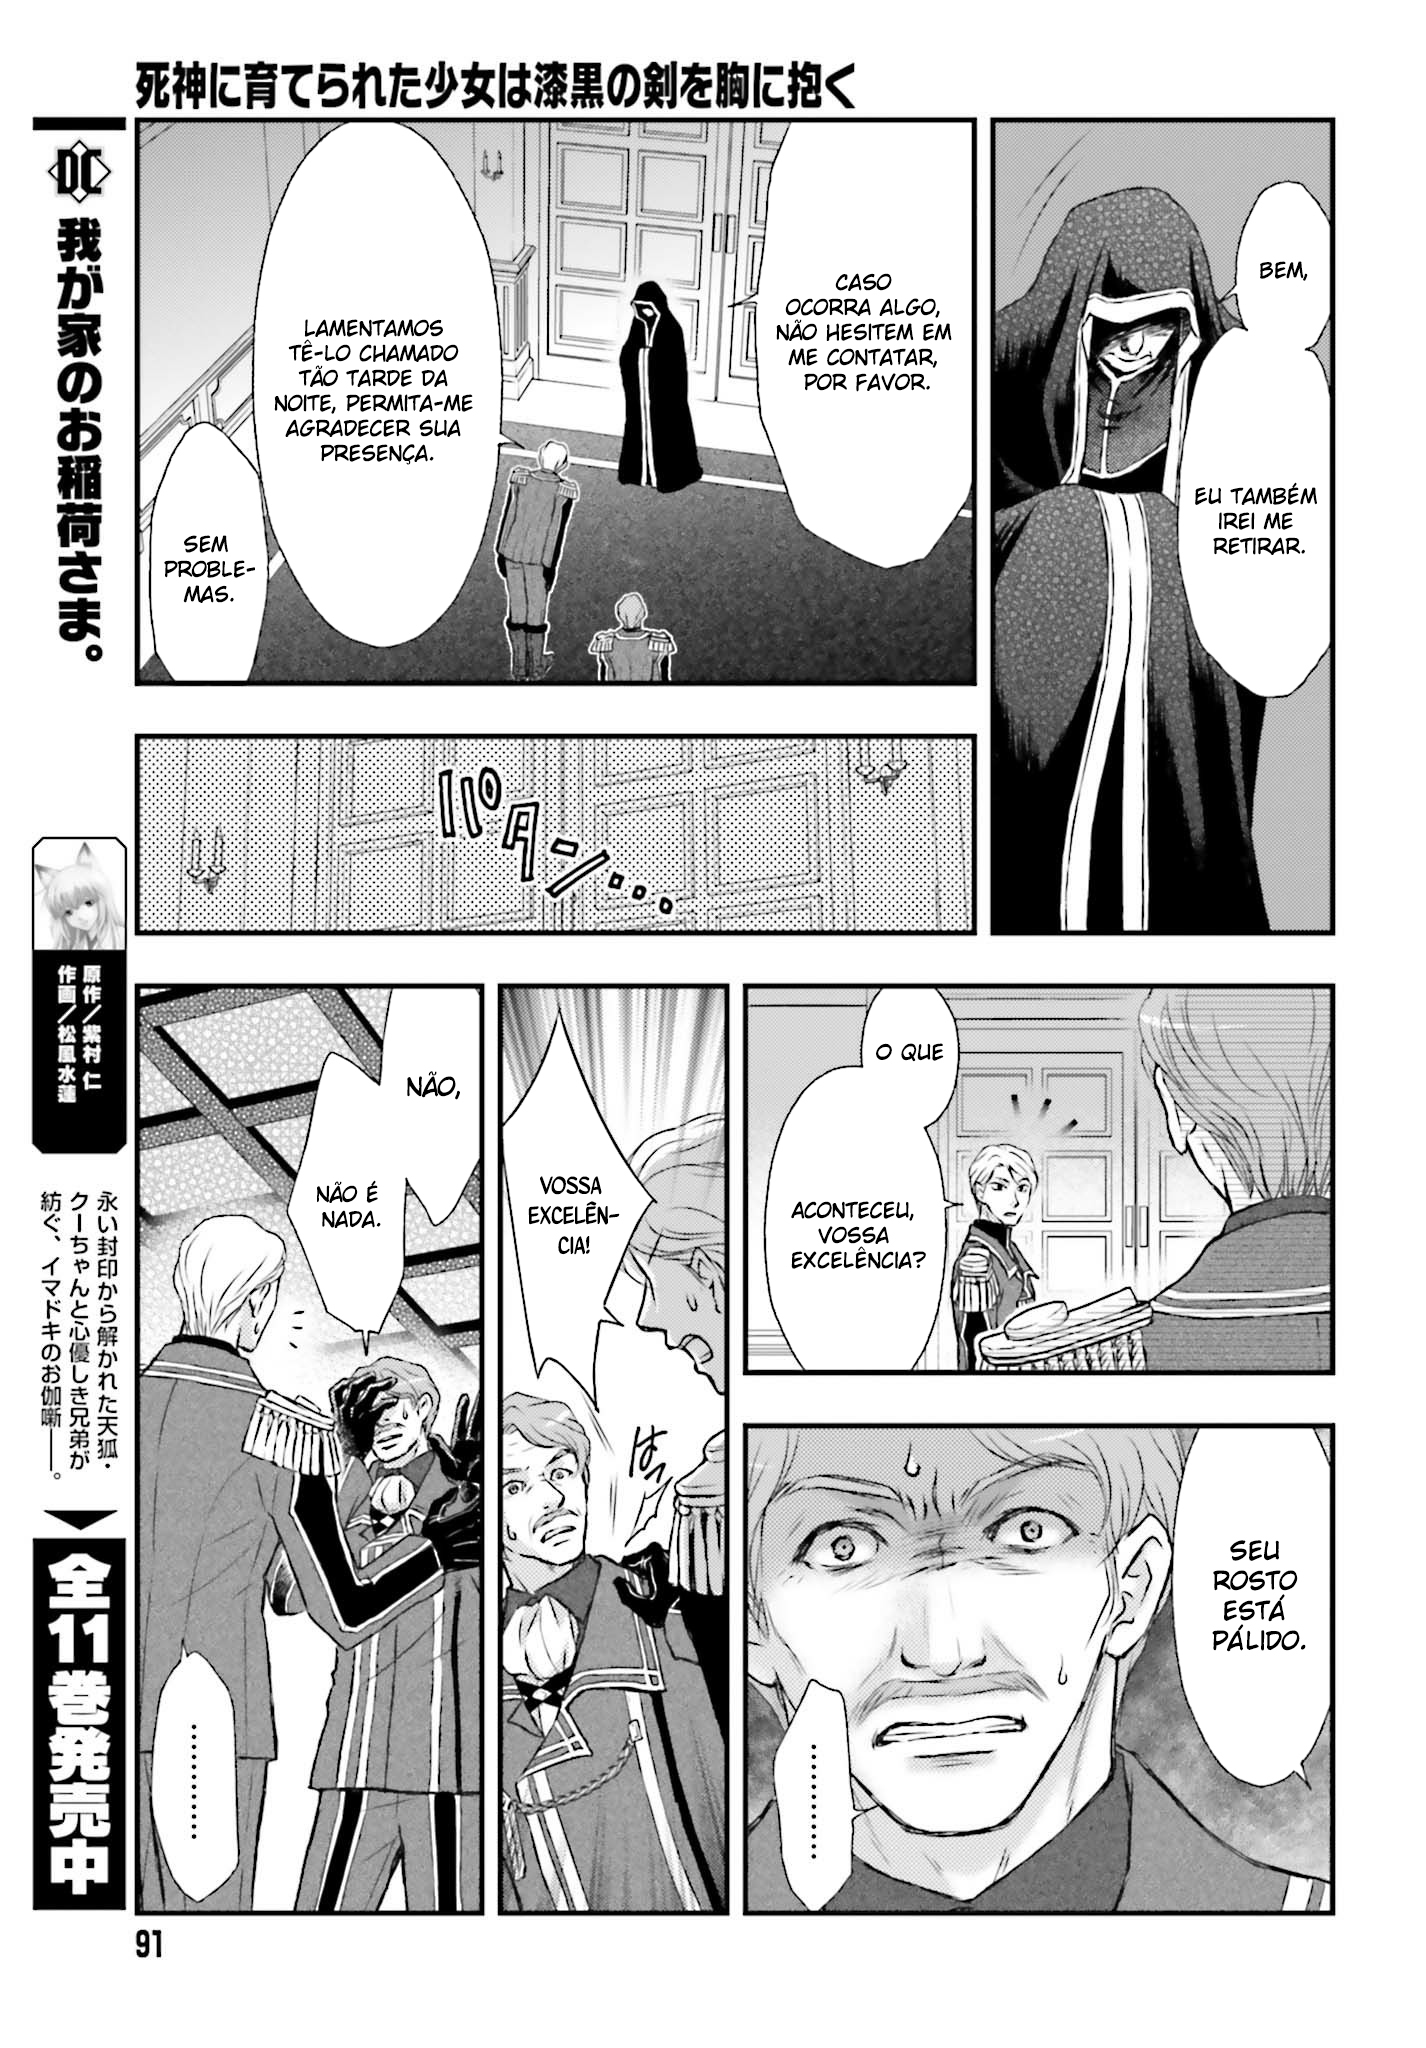 死神に育てられた少女は漆黒の剣を胸に抱く
BEM,
EU TAMBÉM
IREI ME
RETIRAR.
CASO
OCORRA ALGO,
NÃO HESITEM EM
ME CONTATAR,
POR FAVOR.
LAMENTAMOS
TÊ-LO CHAMADO
TÃO TARDE DA
NOITE, PERMITA-ME
AGRADECER SUA
PRESENÇA.
SEM
PROBLE-
MAS.
パタン...
O QUE
ACONTECEU,
VOSSA
EXCELÊNCIA?
SEU
ROSTO
ESTÁ
PÁLIDO.
.........
VOSSA
EXCELÊN-
CIA!
はっ
NÃO,
NÃO É
NADA.
.........
DC
我が家のお稲荷さま。
原作／柴村 仁
作画／松風水蓮
永い封印から解かれた天狐・
クーちゃんと心優しき兄弟が
紡ぐ、イマドキのお伽噺――。
全11巻発売中
91